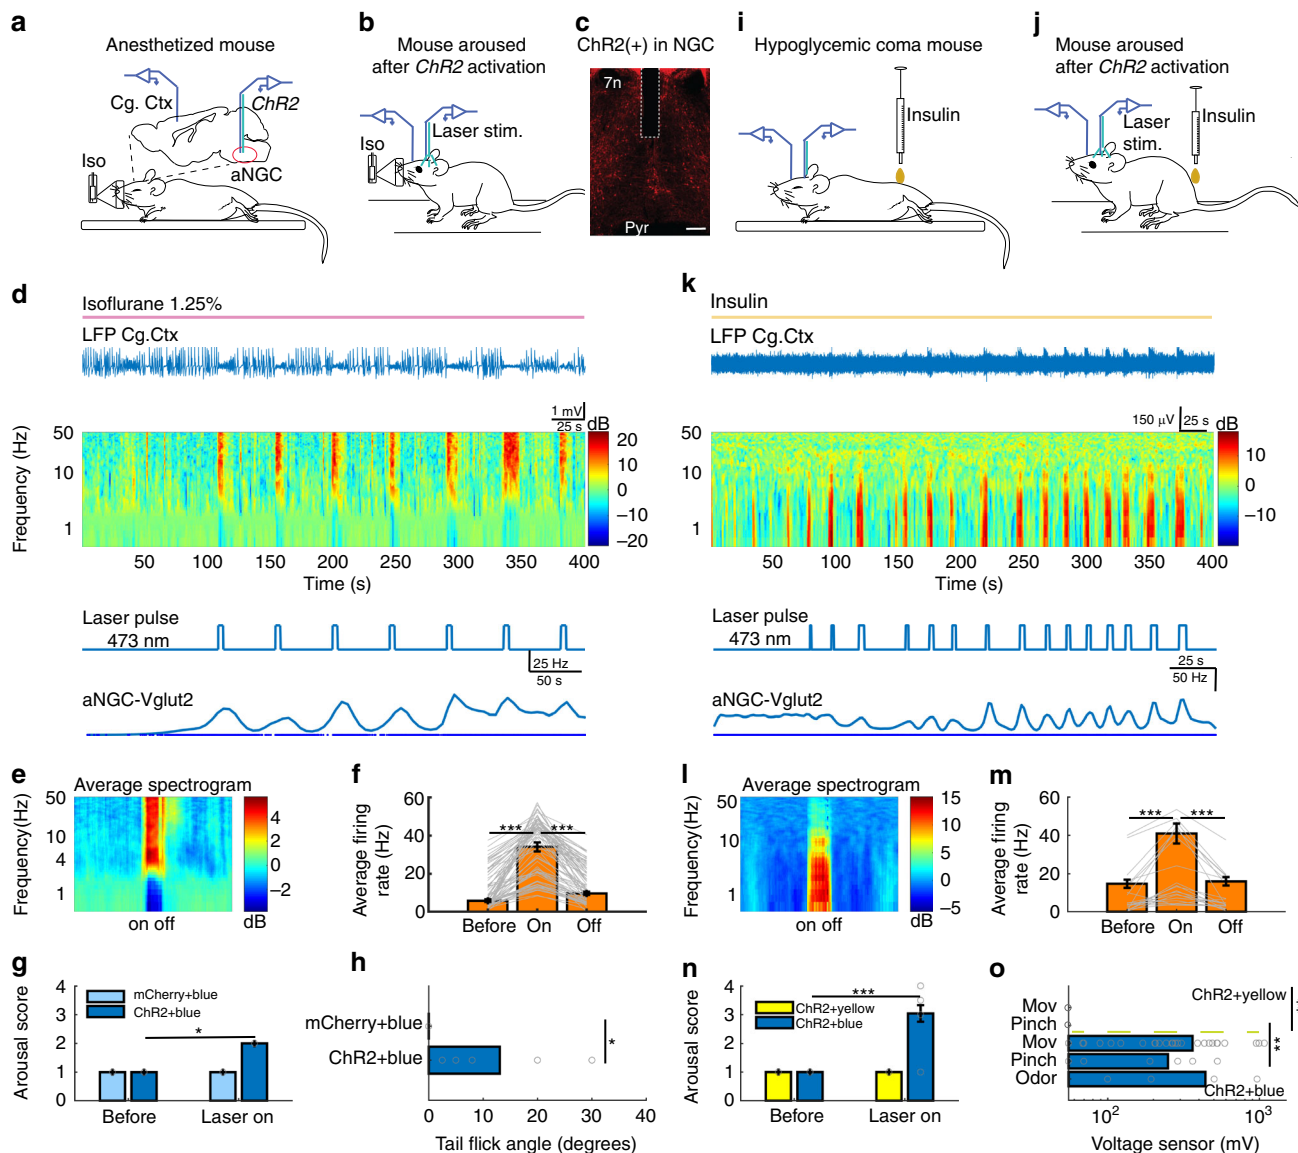 a
Anesthetized mouse
Cg. Ctx
ChR2
Iso
aNGC
b
Mouse aroused
after ChR2 activation
Laser stim.
Iso
c
ChR2(+) in NGC
7n
Pyr
i
Hypoglycemic coma mouse
Insulin
j
Mouse aroused
after ChR2 activation
Laser
stim.
Insulin
d
Isoflurane 1.25%
LFP Cg.Ctx
1 mV
25 s
dB
Frequency (Hz)
50
10
1
20
10
0
–10
–20
50 100 150 200 250 300 350 400
Time (s)
Laser pulse
473 nm
25 Hz
50 s
aNGC-Vglut2
k
Insulin
LFP Cg.Ctx
150 µV
25 s
dB
50
10
1
10
0
–10
50 100 150 200 250 300 350 400
Time (s)
Laser pulse
473 nm
25 s
50 Hz
aNGC-Vglut2
e
Average spectrogram
Frequency(Hz)
50
10
4
1
4
2
0
–2
dB
on off
f
Average firing
rate (Hz)
60
40
20
0
*** ***
Before On Off
l
Average spectrogram
Frequency(Hz)
50
10
1
15
10
5
0
–5
dB
on off
m
Average firing
rate (Hz)
60
40
20
0
*** ***
Before On Off
g
Arousal score
4
3
2
1
0
mCherry+blue
ChR2+blue
*
Before Laser on
h
mCherry+blue
ChR2+blue
*
0 10 20 30 40
Tail flick angle (degrees)
n
Arousal score
4
3
2
1
0
ChR2+yellow
ChR2+blue
***
Before Laser on
o
Mov
Pinch
Mov
Pinch
Odor
ChR2+yellow
**
ChR2+blue
10²
10³
Voltage sensor (mV)